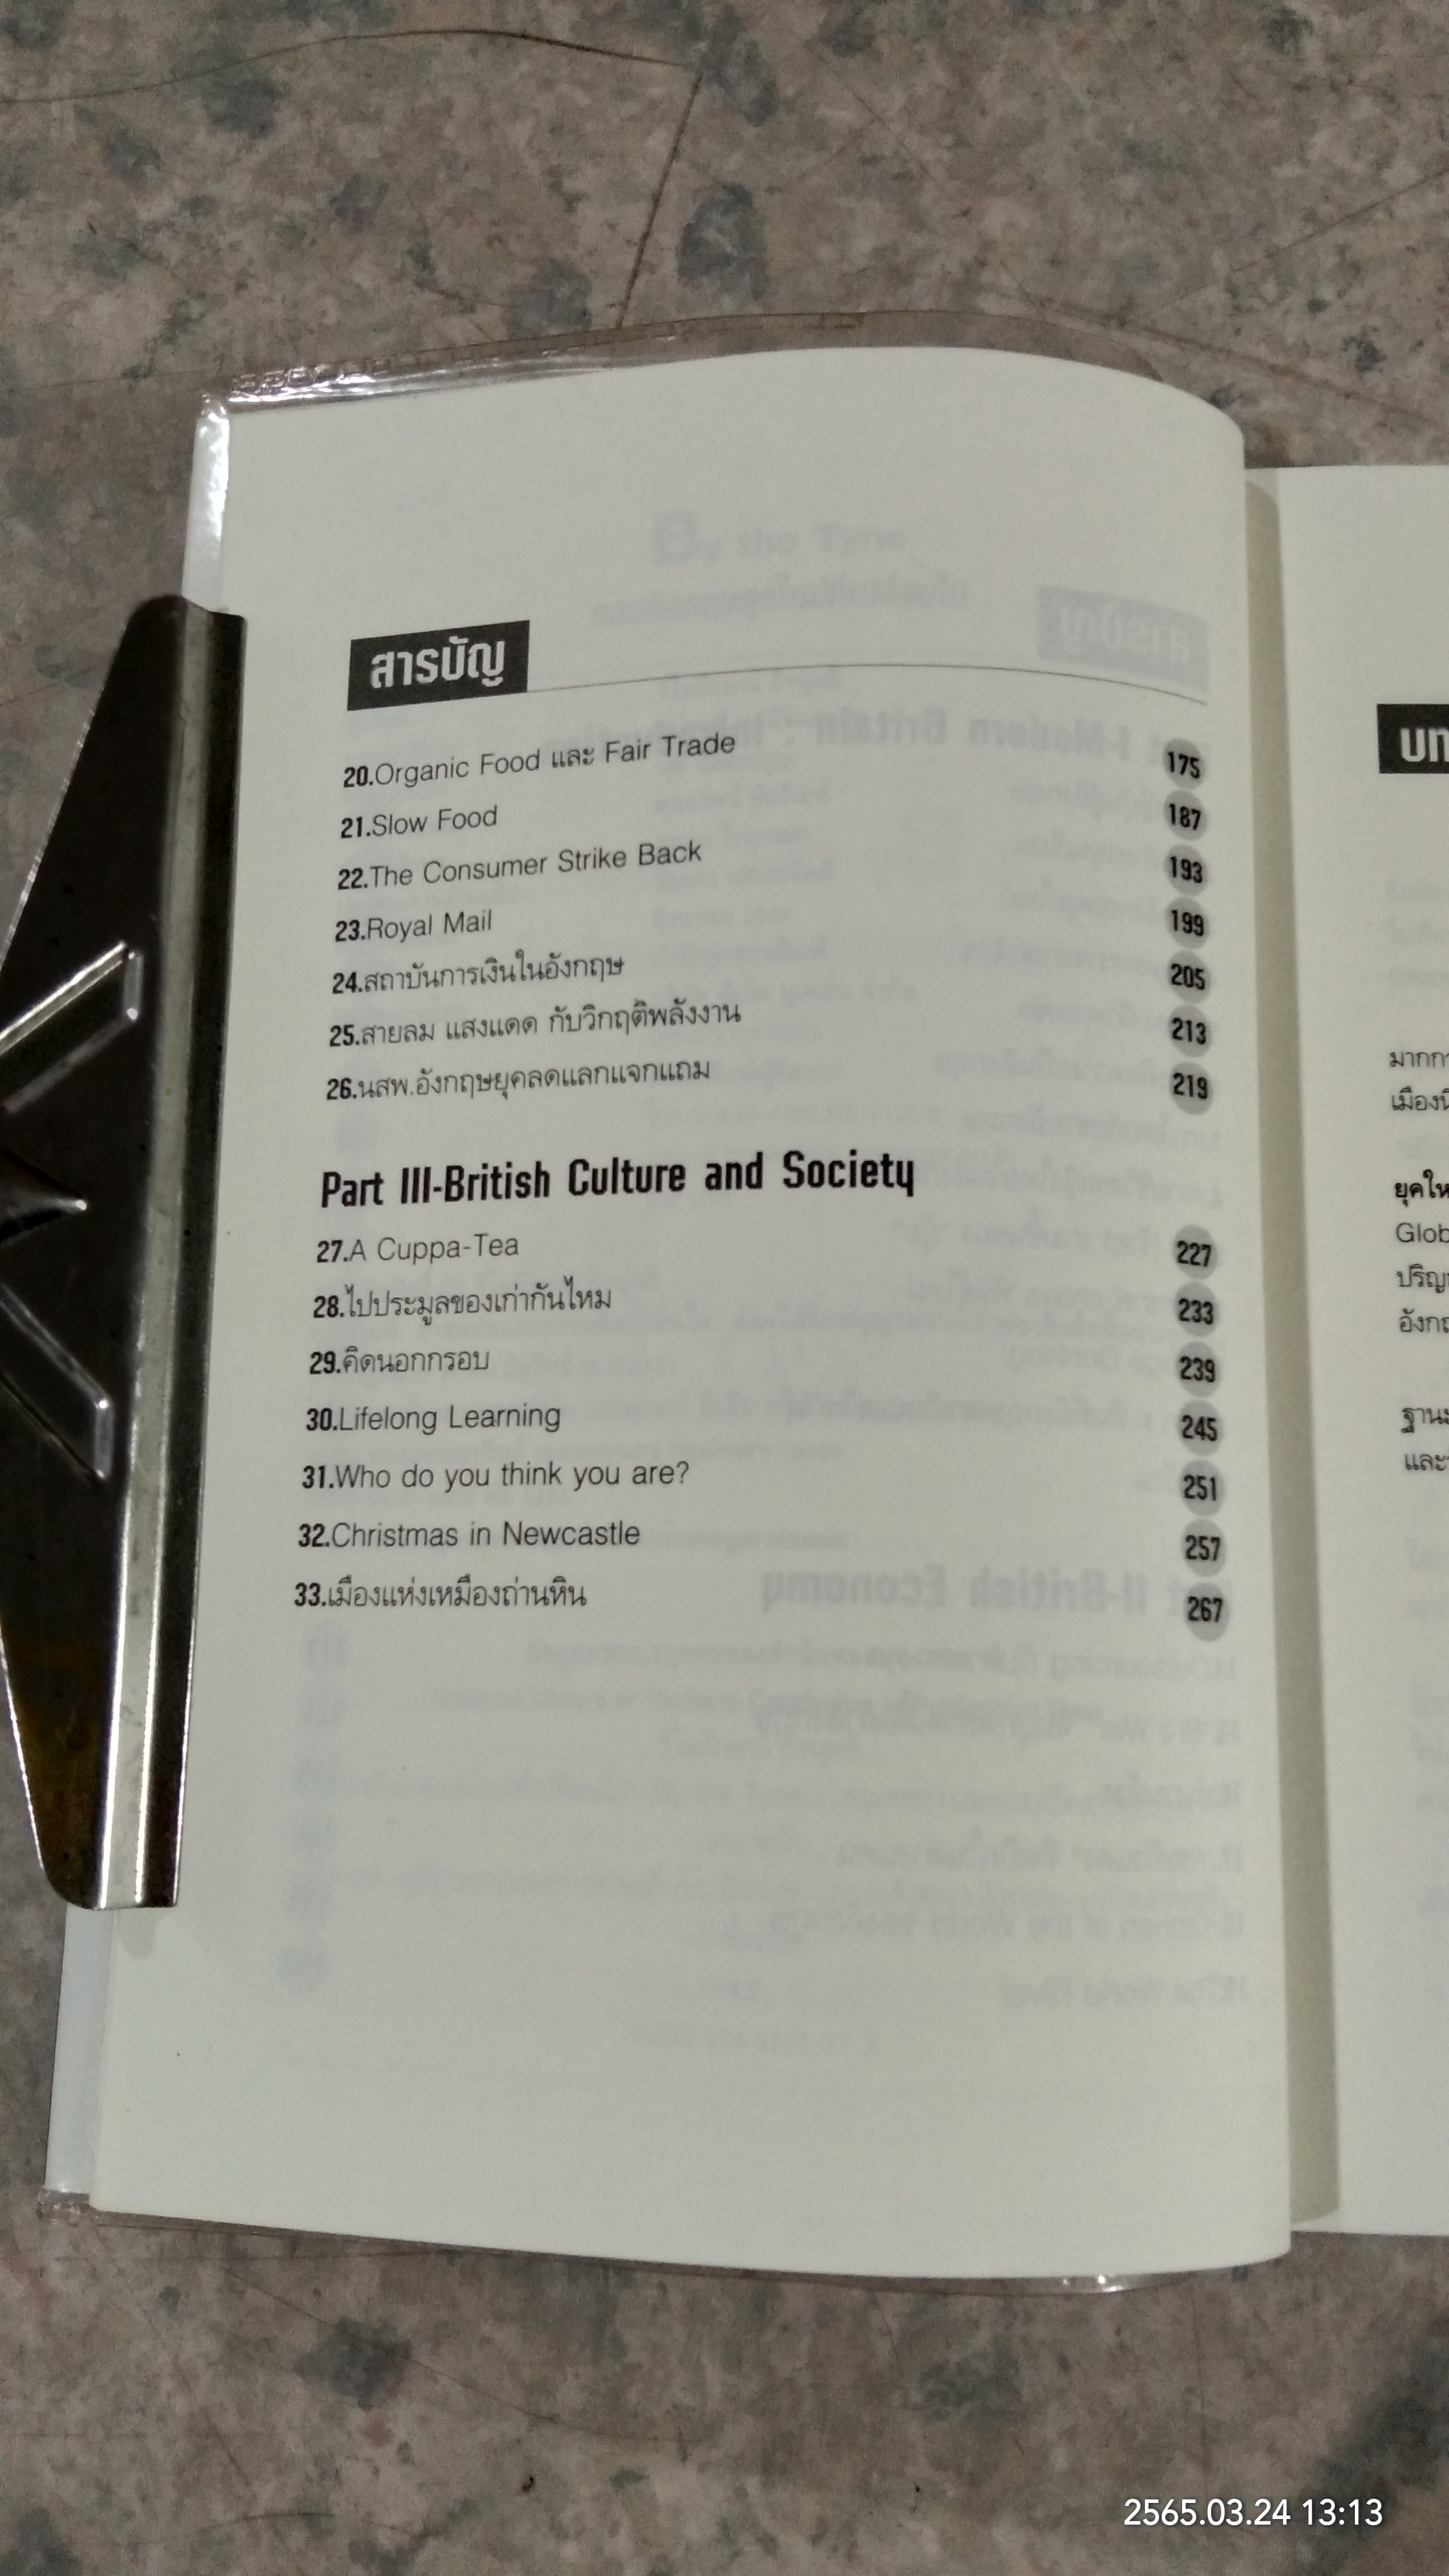 สารบัญ
20.Organic Food และ Fair Trade 175
21.Slow Food 187
22.The Consumer Strike Back 193
23.Royal Mail 199
24.สถาบันการเงินในอังกฤษ 205
25.สายลม แสงแดด กับวิกฤติพลังงาน 213
26.นสพ.อังกฤษยุคลดแลกแจกแถม 219
Part III-British Culture and Society
27.A Cuppa-Tea 227
28.ไปประมูลของเก่ากันไหม 233
29.คิดนอกกรอบ 239
30.Lifelong Learning 245
31.Who do you think you are? 251
32.Christmas in Newcastle 257
33.เมืองแห่งเหมืองถ่านหิน 267
2565.03.24 13:13